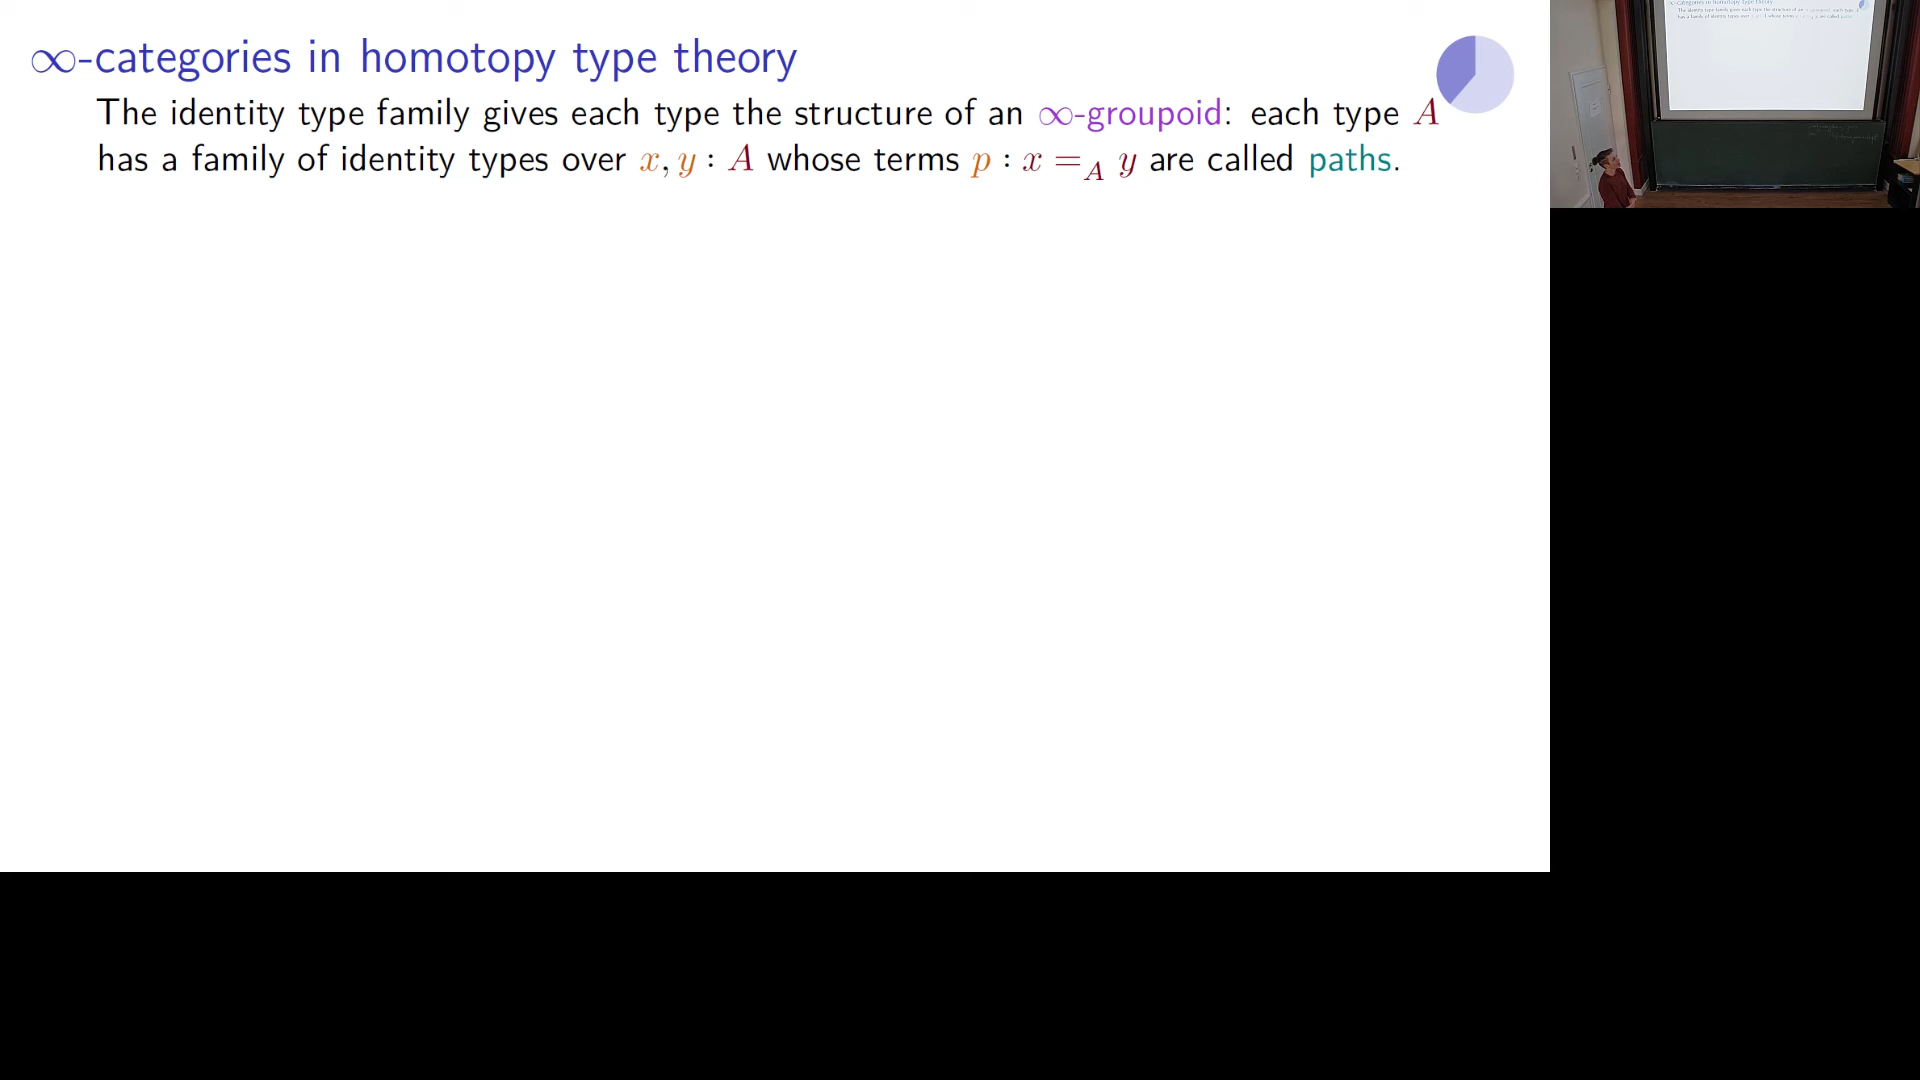 ∞-categories in homotopy type theory
The identity type family gives each type the structure of an ∞-groupoid: each type A
has a family of identity types over x, y : A whose terms p : x =_A y are called paths.